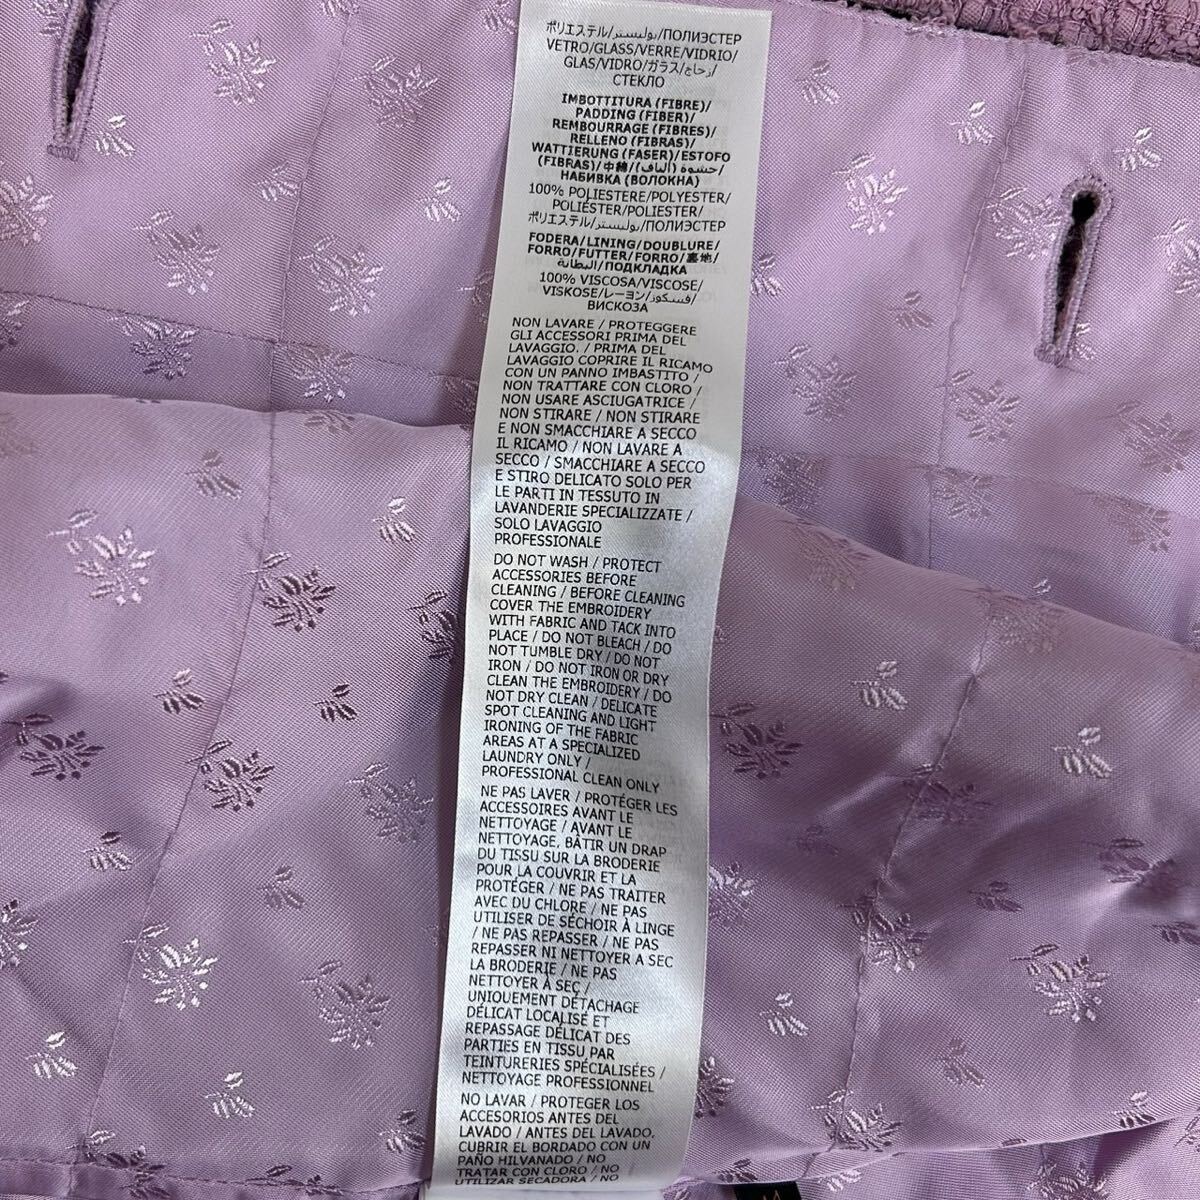 ポリエステル/بوليستر/ПОЛИЭСТЕР
VETRO/GLASS/VERRE/VIDRIO/
GLAS/VIDRO/ガラス/زجاج/
СТЕКЛО
IMBOTTITURA (FIBRE)/
PADDING (FIBER)/
REMBOURRAGE (FIBRES)/
RELLENO (FIBRAS)/
WATTIERUNG (FASER)/ESTOFO
(FIBRAS)/中綿/حشوة (ألياف)/
НАБИВКА (ВОЛОКНА)
100% POLIESTERE/POLYESTER/
POLIÉSTER/POLIESTER/
ポリエステル/بوليستر/ПОЛИЭСТЕР
FODERA/LINING/DOUBLURE/
FORRO/FUTTER/FORRO/裏地/
البطانة/ПОДКЛАДКА
100% VISCOSA/VISCOSE/
VISKOSE/レーヨン/فسكوز/
ВИСКОЗА
NON LAVARE / PROTEGGERE
GLI ACCESSORI PRIMA DEL
LAVAGGIO. / PRIMA DEL
LAVAGGIO COPRIRE IL RICAMO
CON UN PANNO IMBASTITO /
NON TRATTARE CON CLORO /
NON USARE ASCIUGATRICE /
NON STIRARE / NON STIRARE
E NON SMACCHIARE A SECCO
IL RICAMO / NON LAVARE A
SECCO / SMACCHIARE A SECCO
E STIRO DELICATO SOLO PER
LE PARTI IN TESSUTO IN
LAVANDERIE SPECIALIZZATE /
SOLO LAVAGGIO
PROFESSIONALE
DO NOT WASH / PROTECT
ACCESSORIES BEFORE
CLEANING / BEFORE CLEANING
COVER THE EMBROIDERY
WITH FABRIC AND TACK INTO
PLACE / DO NOT BLEACH / DO
NOT TUMBLE DRY / DO NOT
IRON / DO NOT IRON OR DRY
CLEAN THE EMBROIDERY / DO
NOT DRY CLEAN / DELICATE
SPOT CLEANING AND LIGHT
IRONING OF THE FABRIC
AREAS AT A SPECIALIZED
LAUNDRY ONLY /
PROFESSIONAL CLEAN ONLY
NE PAS LAVER / PROTÉGER LES
ACCESSOIRES AVANT LE
NETTOYAGE / AVANT LE
NETTOYAGE, BÂTIR UN DRAP
DU TISSU SUR LA BRODERIE
POUR LA COUVRIR ET LA
PROTÉGER / NE PAS TRAITER
AVEC DU CHLORE / NE PAS
UTILISER DE SÉCHOIR À LINGE
/ NE PAS REPASSER / NE PAS
REPASSER NI NETTOYER A SEC
LA BRODERIE / NE PAS
NETTOYER À SEC /
UNIQUEMENT DÉTACHAGE
DÉLICAT LOCALISÉ ET
REPASSAGE DÉLICAT DES
PARTIES EN TISSU PAR
TEINTURERIES SPÉCIALISÉES /
NETTOYAGE PROFESSIONNEL
NO LAVAR / PROTEGER LOS
ACCESORIOS ANTES DEL
LAVADO / ANTES DEL LAVADO,
CUBRIR EL BORDADO CON UN
PAÑO HILVANADO / NO
TRATAR CON CLORO / NO
UTILIZAR SECADORA / NO